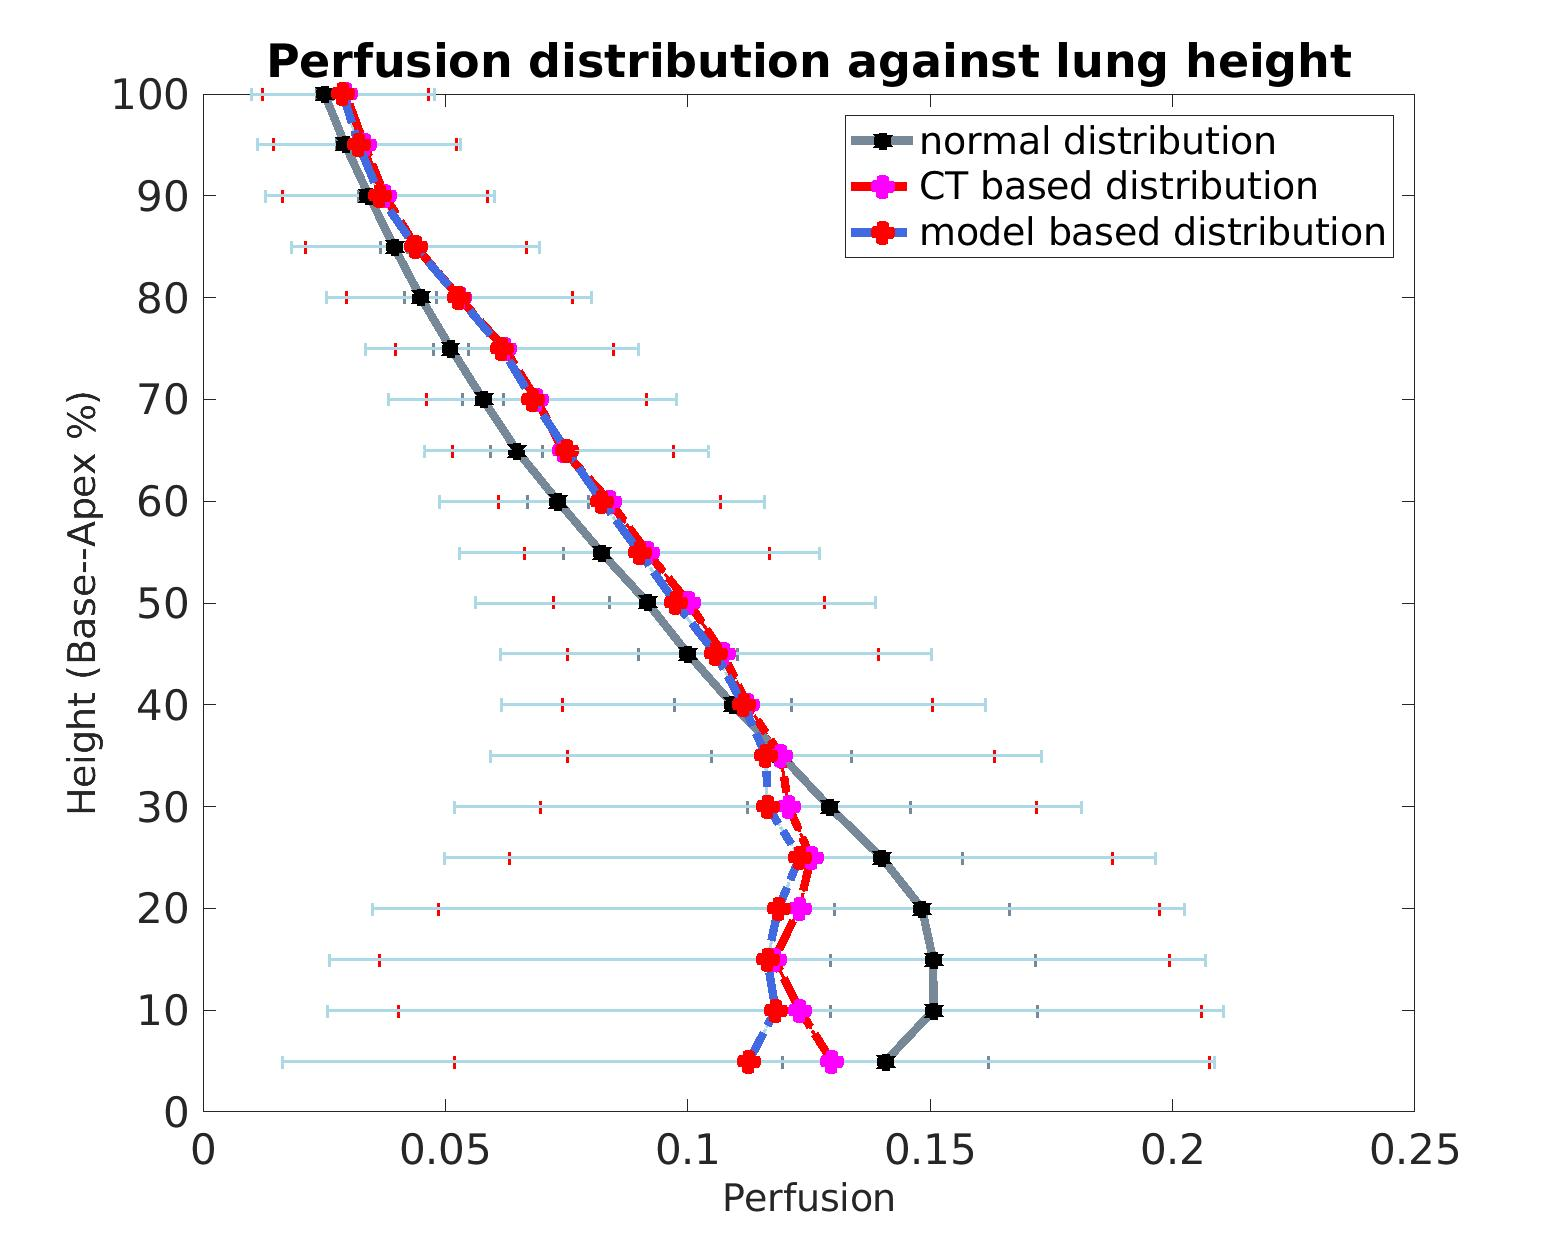 Perfusion distribution against lung height
100
90
80
70
60
50
40
30
20
10
0
Height (Base--Apex %)
normal distribution
CT based distribution
model based distribution
0 0.05 0.1 0.15 0.2 0.25
Perfusion